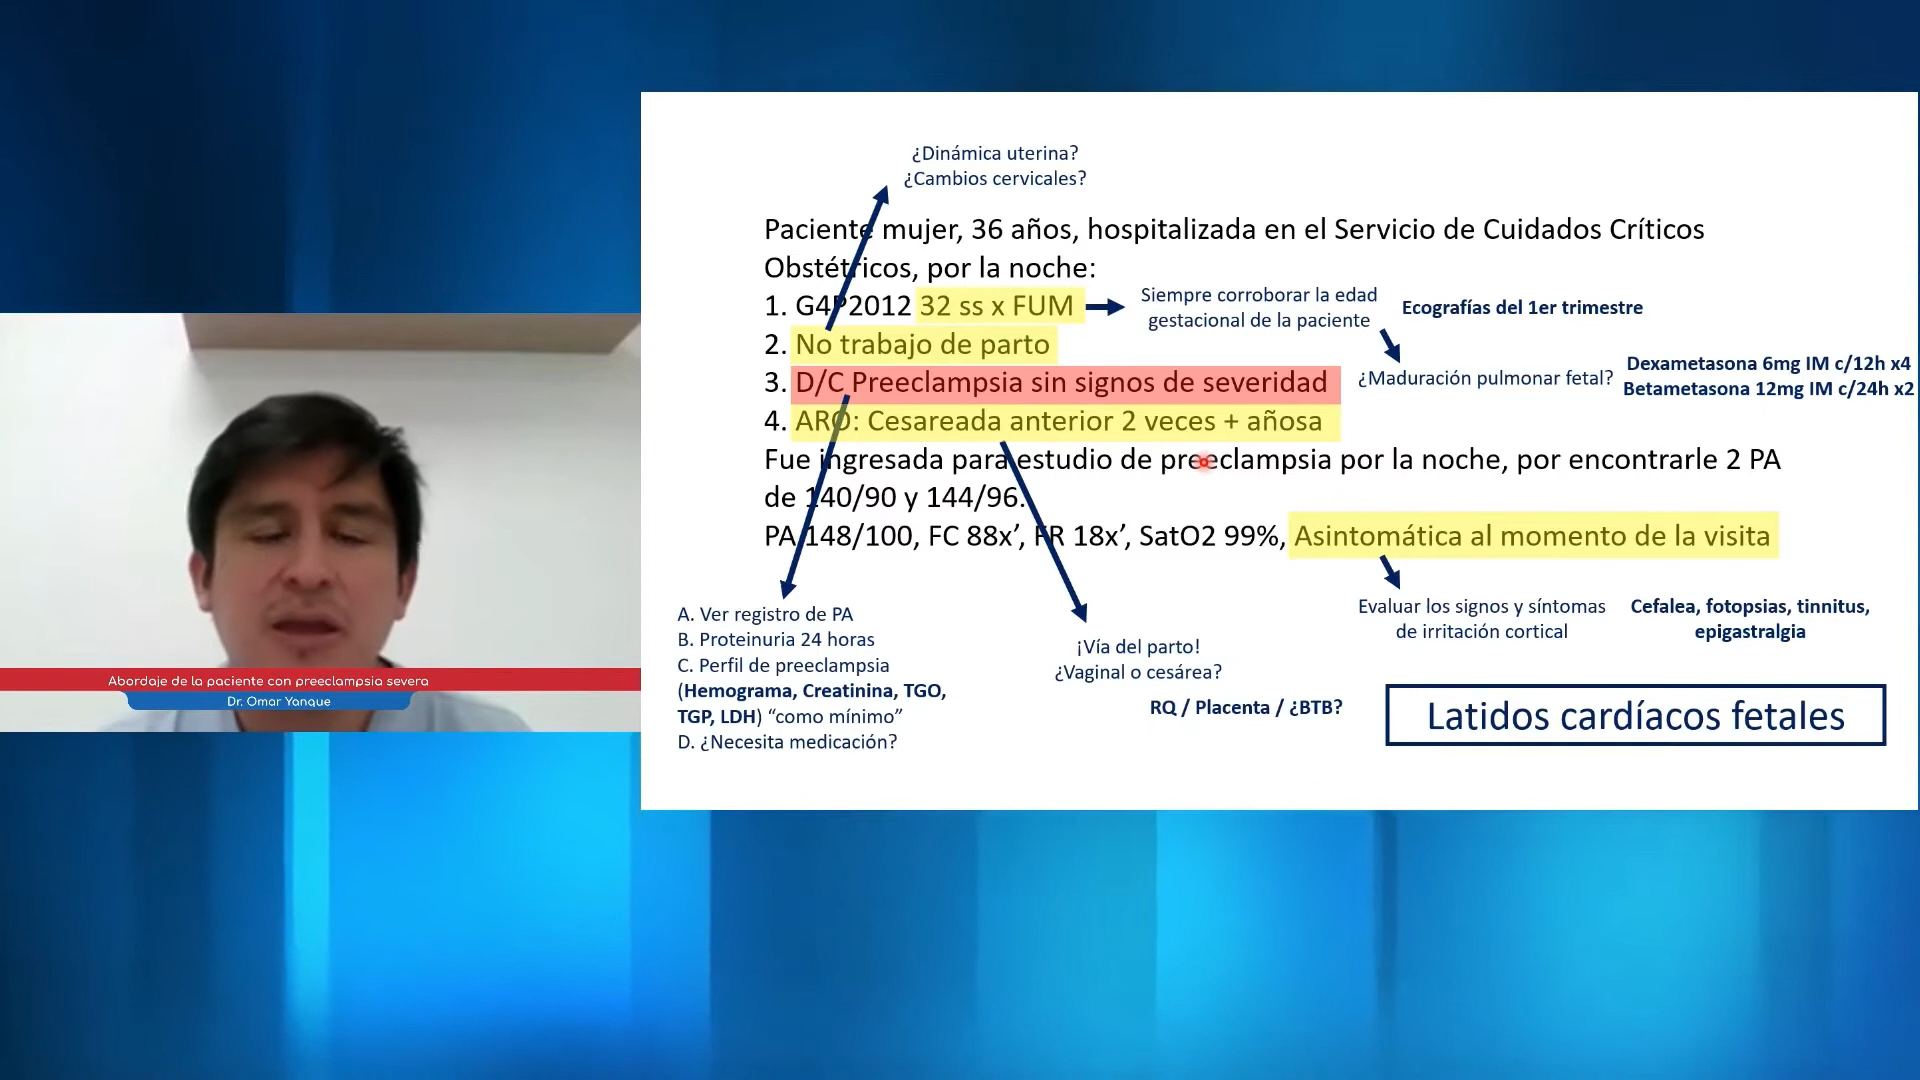 ¿Dinámica uterina?
¿Cambios cervicales?
Paciente mujer, 36 años, hospitalizada en el Servicio de Cuidados Críticos
Obstétricos, por la noche:
1. G4P2012 32 ss x FUM
Siempre corroborar la edad
gestacional de la paciente
Ecografías del 1er trimestre
2. No trabajo de parto
3. D/C Preeclampsia sin signos de severidad
¿Maduración pulmonar fetal?
Dexametasona 6mg IM c/12h x4
Betametasona 12mg IM c/24h x2
4. ARO: Cesareada anterior 2 veces + añosa
Fue ingresada para estudio de preeclampsia por la noche, por encontrarle 2 PA
de 140/90 y 144/96.
PA 148/100, FC 88x’, FR 18x’, SatO2 99%, Asintomática al momento de la visita
A. Ver registro de PA
B. Proteinuria 24 horas
C. Perfil de preeclampsia
(Hemograma, Creatinina, TGO,
TGP, LDH) “como mínimo”
D. ¿Necesita medicación?
¡Vía del parto!
¿Vaginal o cesárea?
RQ / Placenta / ¿BTB?
Evaluar los signos y síntomas
de irritación cortical
Cefalea, fotopsias, tinnitus,
epigastralgia
Latidos cardíacos fetales
Abordaje de la paciente con preeclampsia severa
Dr. Omar Yanque